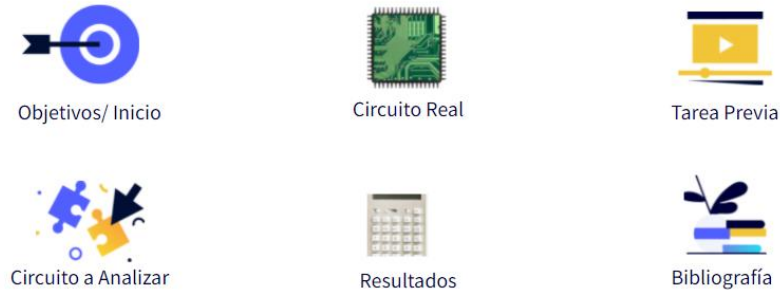 Objetivos/ Inicio
Circuito Real
Tarea Previa
Circuito a Analizar
Resultados
Bibliografía